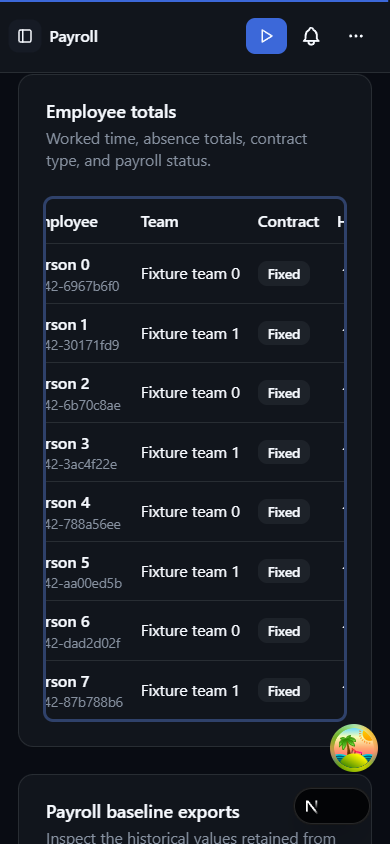 Payroll
Employee totals
Worked time, absence totals, contract
type, and payroll status.
ployee Team Contract H
rson 0
42-6967b6f0 Fixture team 0 Fixed
rson 1
42-30171fd9 Fixture team 1 Fixed
rson 2
42-6b70c8ae Fixture team 0 Fixed
rson 3
42-3ac4f22e Fixture team 1 Fixed
rson 4
42-788a56ee Fixture team 0 Fixed
rson 5
42-aa00ed5b Fixture team 1 Fixed
rson 6
42-dad2d02f Fixture team 0 Fixed
rson 7
42-87b788b6 Fixture team 1 Fixed
Payroll baseline exports
N
Inspect the historical values retained from